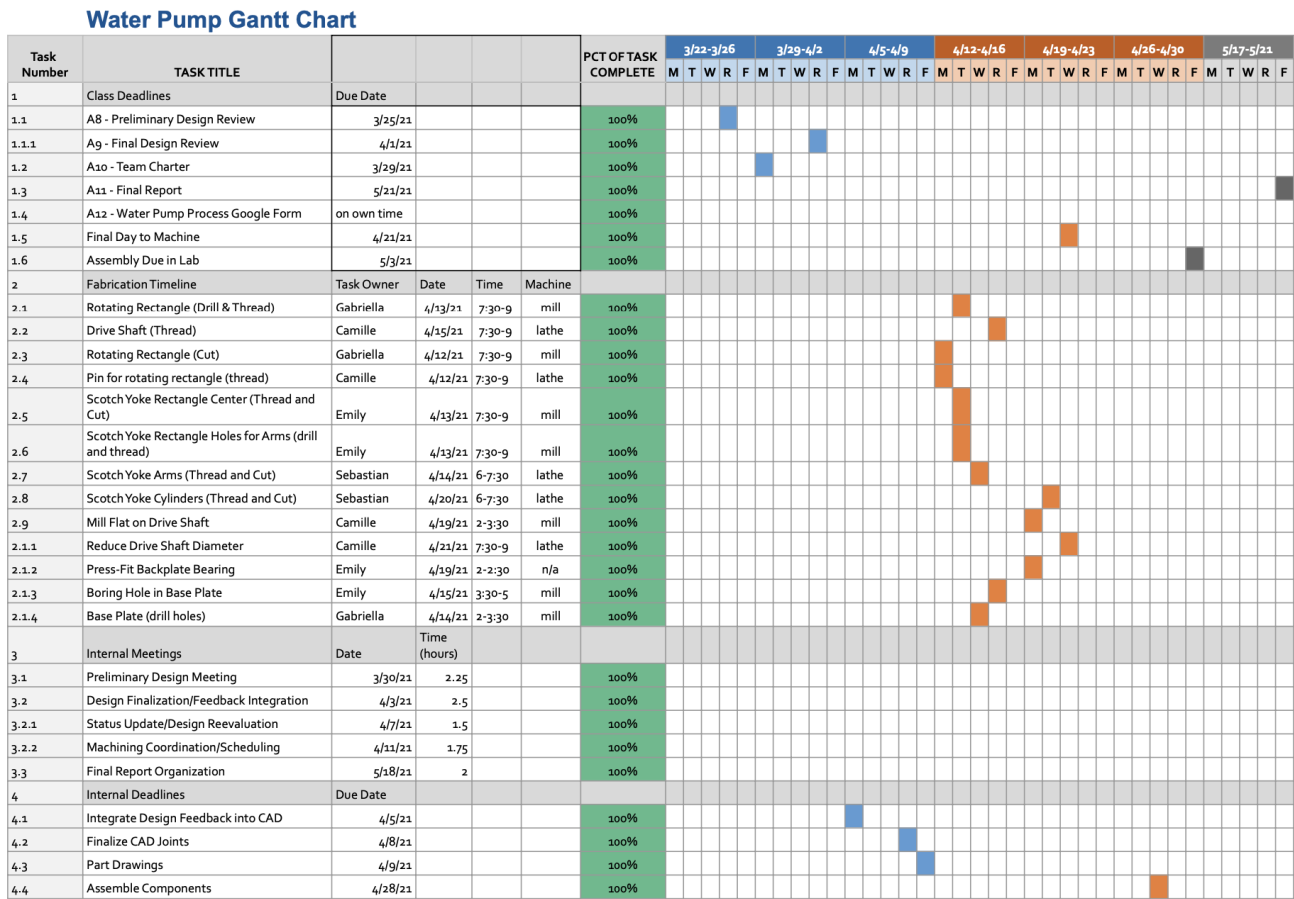 Water Pump Gantt Chart
Task Number TASK TITLE PCT OF TASK COMPLETE 3/22-3/26 3/29-4/2 4/5-4/9 4/12-4/16 4/19-4/23 4/26-4/30 5/17-5/21
M T W R F M T W R F M T W R F M T W R F M T W R F M T W R F M T W R F
1 Class Deadlines Due Date
1.1 A8 - Preliminary Design Review 3/25/21 100%
1.1.1 A9 - Final Design Review 4/1/21 100%
1.2 A10 - Team Charter 3/29/21 100%
1.3 A11 - Final Report 5/21/21 100%
1.4 A12 - Water Pump Process Google Form on own time 100%
1.5 Final Day to Machine 4/21/21 100%
1.6 Assembly Due in Lab 5/3/21 100%
2 Fabrication Timeline Task Owner Date Time Machine
2.1 Rotating Rectangle (Drill & Thread) Gabriella 4/13/21 7:30-9 mill 100%
2.2 Drive Shaft (Thread) Camille 4/15/21 7:30-9 lathe 100%
2.3 Rotating Rectangle (Cut) Gabriella 4/12/21 7:30-9 mill 100%
2.4 Pin for rotating rectangle (thread) Camille 4/12/21 7:30-9 lathe 100%
2.5 Scotch Yoke Rectangle Center (Thread and Cut) Emily 4/13/21 7:30-9 mill 100%
2.6 Scotch Yoke Rectangle Holes for Arms (drill and thread) Emily 4/13/21 7:30-9 mill 100%
2.7 Scotch Yoke Arms (Thread and Cut) Sebastian 4/14/21 6-7:30 lathe 100%
2.8 Scotch Yoke Cylinders (Thread and Cut) Sebastian 4/20/21 6-7:30 lathe 100%
2.9 Mill Flat on Drive Shaft Camille 4/19/21 2-3:30 mill 100%
2.1.1 Reduce Drive Shaft Diameter Camille 4/21/21 7:30-9 lathe 100%
2.1.2 Press-Fit Backplate Bearing Emily 4/19/21 2-2:30 n/a 100%
2.1.3 Boring Hole in Base Plate Emily 4/15/21 3:30-5 mill 100%
2.1.4 Base Plate (drill holes) Gabriella 4/14/21 2-3:30 mill 100%
3 Internal Meetings Date Time (hours)
3.1 Preliminary Design Meeting 3/30/21 2.25 100%
3.2 Design Finalization/Feedback Integration 4/3/21 2.5 100%
3.2.1 Status Update/Design Reevaluation 4/7/21 1.5 100%
3.2.2 Machining Coordination/Scheduling 4/11/21 1.75 100%
3.3 Final Report Organization 5/18/21 2 100%
4 Internal Deadlines Due Date
4.1 Integrate Design Feedback into CAD 4/5/21 100%
4.2 Finalize CAD Joints 4/8/21 100%
4.3 Part Drawings 4/9/21 100%
4.4 Assemble Components 4/28/21 100%